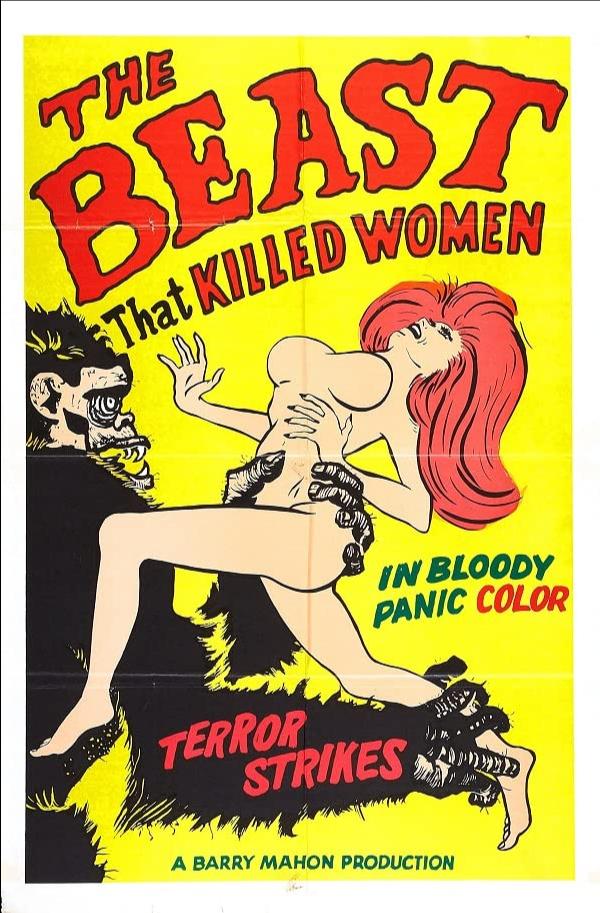 THE
BEAST
That KILLED WOMEN
IN BLOODY
PANIC COLOR
TERROR
STRIKES
A BARRY MAHON PRODUCTION